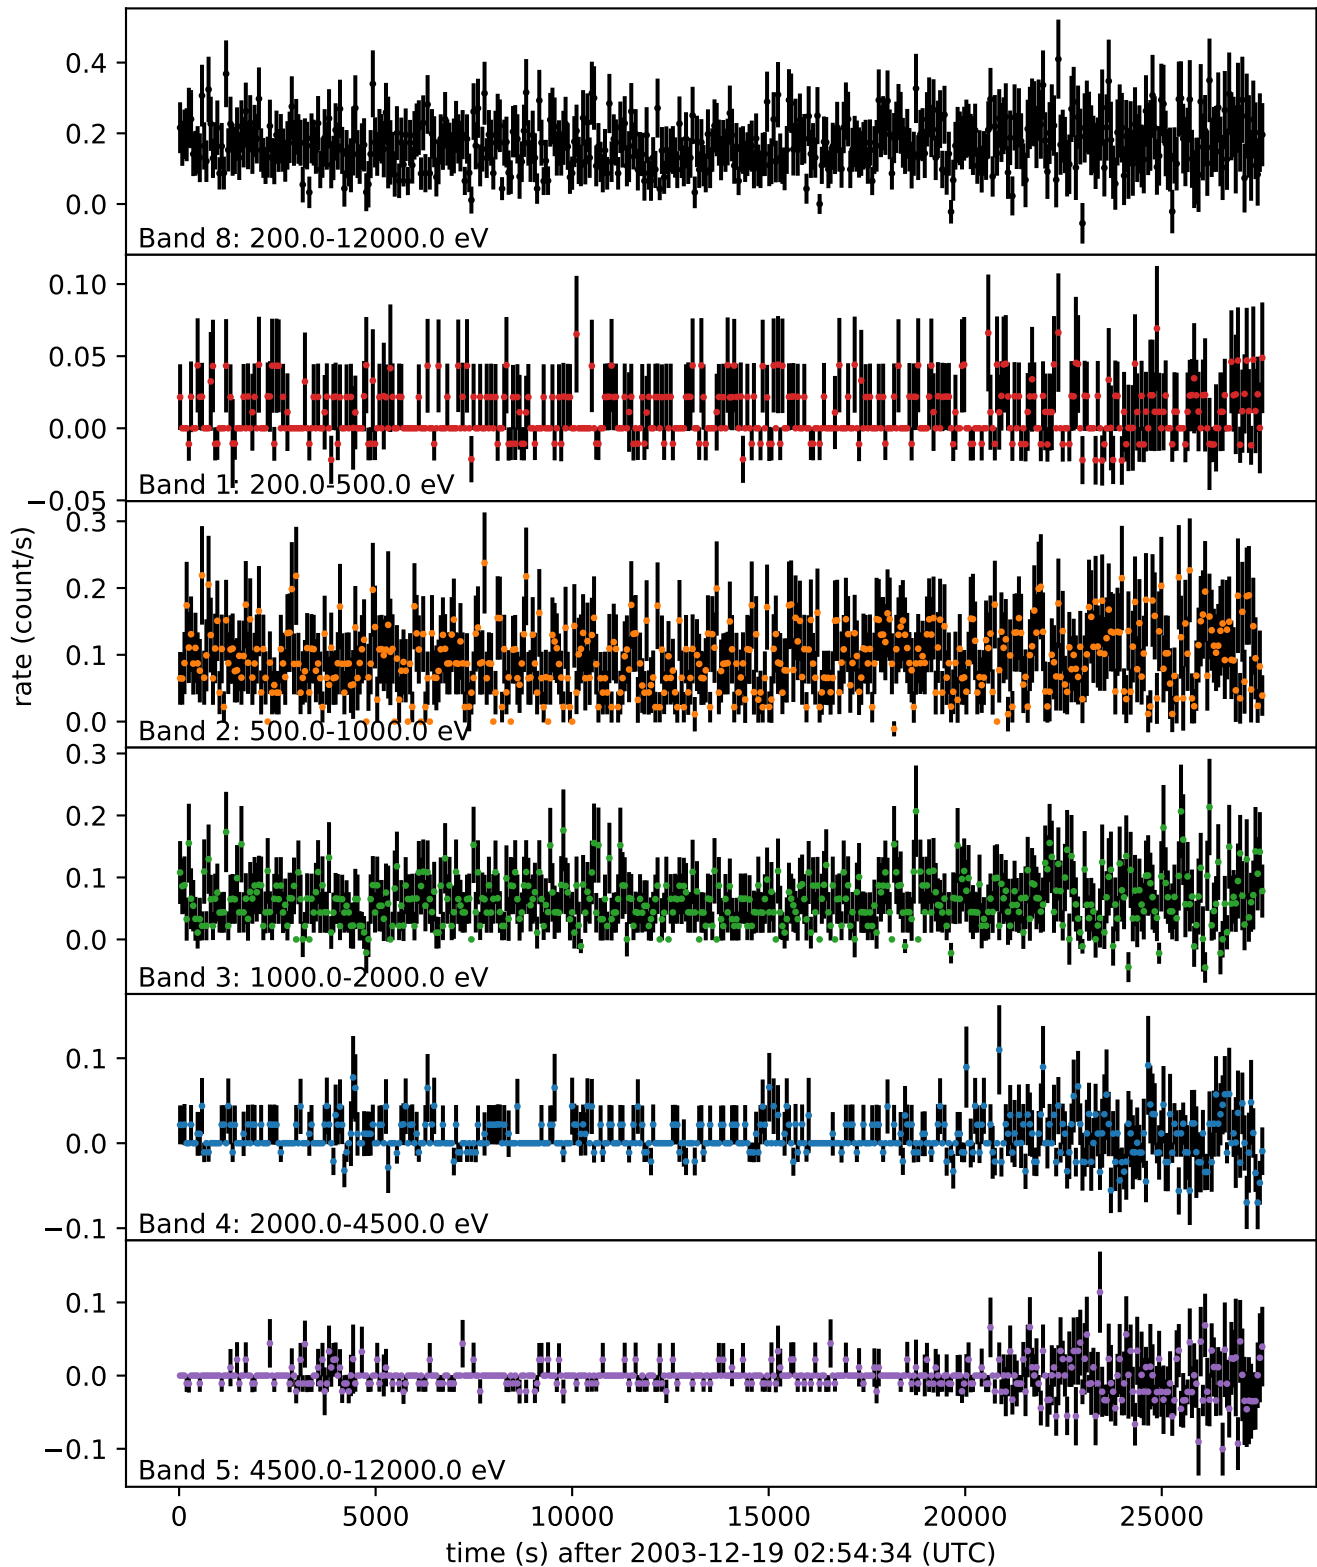 0.4
0.2
0.0
Band 8: 200.0-12000.0 eV
0.10
0.05
0.00
−0.05
Band 1: 200.0-500.0 eV
0.3
0.2
0.1
0.0
Band 2: 500.0-1000.0 eV
rate (count/s)
0.3
0.2
0.1
0.0
Band 3: 1000.0-2000.0 eV
0.1
0.0
−0.1
Band 4: 2000.0-4500.0 eV
0.1
0.0
−0.1
Band 5: 4500.0-12000.0 eV
0 5000 10000 15000 20000 25000
time (s) after 2003-12-19 02:54:34 (UTC)